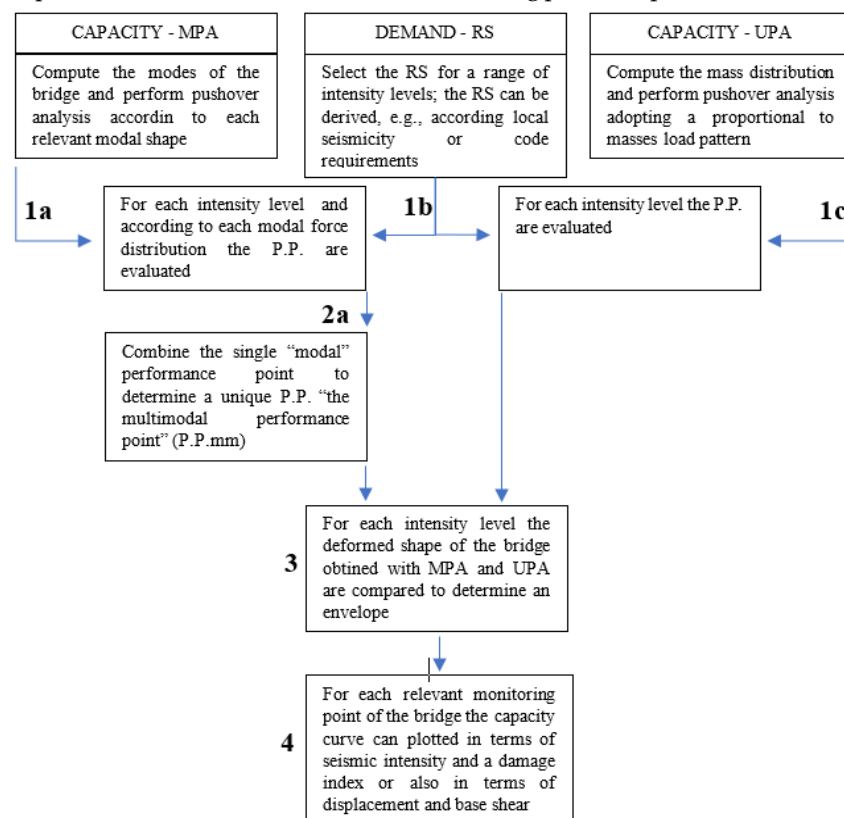 CAPACITY - MPA
Compute the modes of the
bridge and perform pushover
analysis accordin to each
relevant modal shape
DEMAND - RS
Select the RS for a range of
intensity levels; the RS can be
derived, e.g., according local
seismicity or code
requirements
CAPACITY - UPA
Compute the mass distribution
and perform pushover analysis
adopting a proportional to
masses load pattern
1a
For each intensity level and
according to each modal force
distribution the P.P. are
evaluated
1b
For each intensity level the P.P.
are evaluated
1c
2a
Combine the single “modal”
performance point to
determine a unique P.P. “the
multimodal performance
point” (P.P.mm)
3
For each intensity level the
deformed shape of the bridge
obtined with MPA and UPA
are compared to determine an
envelope
4
For each relevant monitoring
point of the bridge the capacity
curve can plotted in terms of
seismic intensity and a damage
index or also in terms of
displacement and base shear